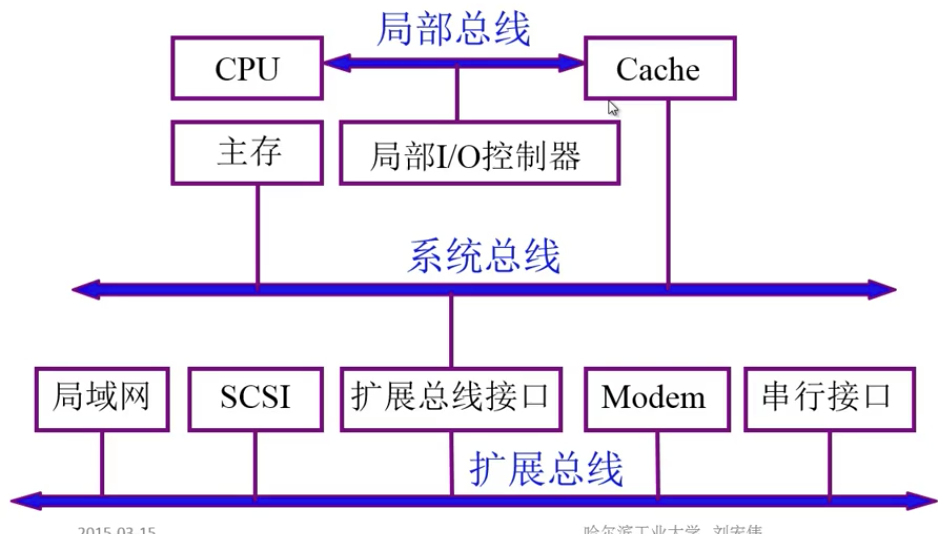 局部总线
CPU
Cache
主存
局部I/O控制器
系统总线
局域网
SCSI
扩展总线接口
Modem
串行接口
扩展总线
2015-03-15
哈尔滨工业大学 刘宏伟